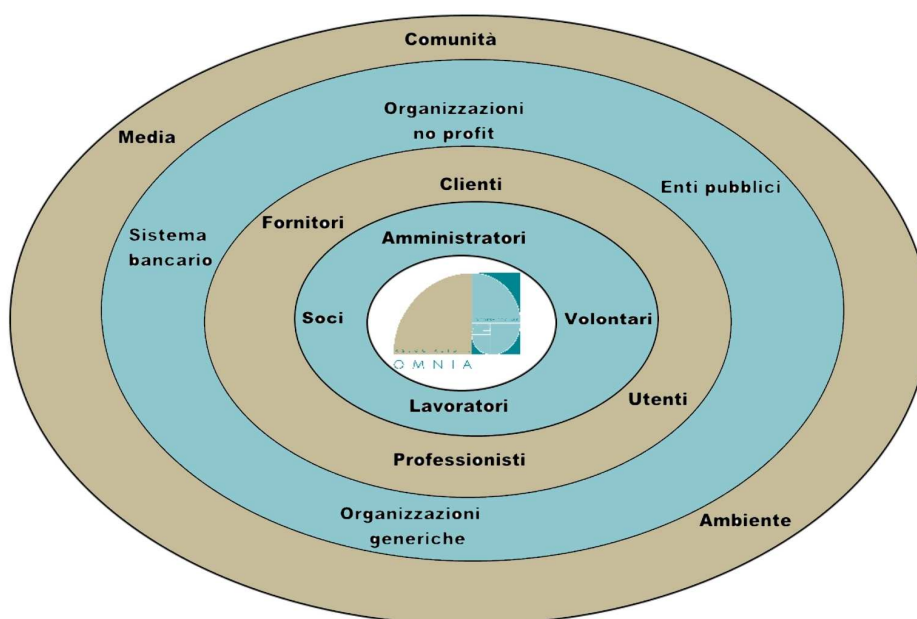 Comunità
Media
Organizzazioni
no profit
Enti pubblici
Clienti
Fornitori
Sistema
bancario
Amministratori
Soci
Volontari
OMNIA
Lavoratori
Utenti
Professionisti
Organizzazioni
generiche
Ambiente